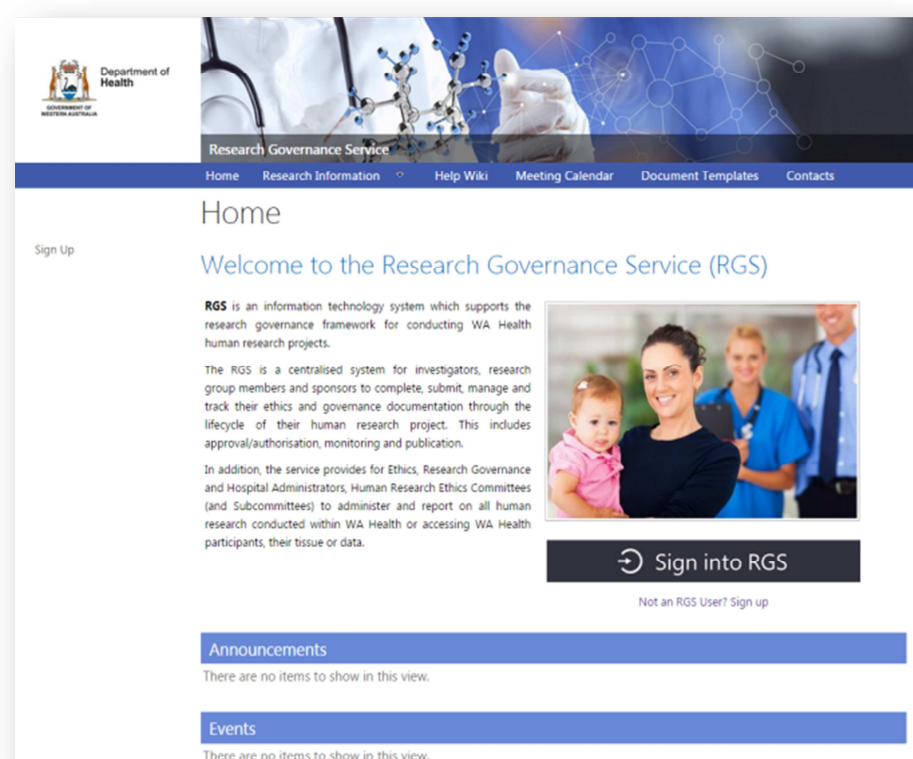 Department of
Health
GOVERNMENT OF
WESTERN AUSTRALIA
Research Governance Service
Home Research Information Help Wiki Meeting Calendar Document Templates Contacts
Home
Sign Up
Welcome to the Research Governance Service (RGS)
RGS is an information technology system which supports the
research governance framework for conducting WA Health
human research projects.
The RGS is a centralised system for investigators, research
group members and sponsors to complete, submit, manage and
track their ethics and governance documentation through the
lifecycle of their human research project. This includes
approval/authorisation, monitoring and publication.
In addition, the service provides for Ethics, Research Governance
and Hospital Administrators, Human Research Ethics Committees
(and Subcommittees) to administer and report on all human
research conducted within WA Health or accessing WA Health
participants, their tissue or data.
Sign into RGS
Not an RGS User? Sign up
Announcements
There are no items to show in this view.
Events
There are no items to show in this view.